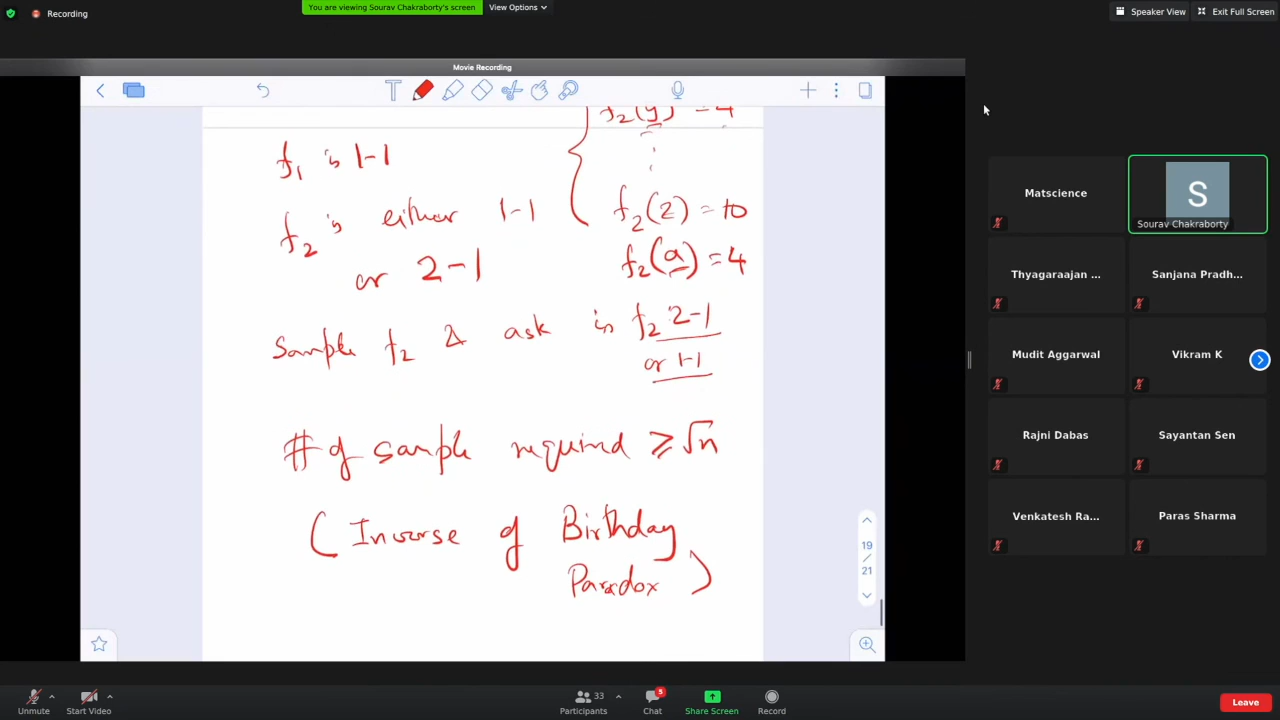 Recording
You are viewing Sourav Chakraborty's screen
View Options
Speaker View
Exit Full Screen
Movie Recording
f₂(y) = 4
f₁ is 1-1
f₂ is either 1-1
or 2-1
f₂(z) = 10
f₂(a) = 4
Sample f₂ & ask is f₂ 2-1
or 1-1
# of sample required ≥ √n
(Inverse of Birthday
Paradox)
19
/
21
Matscience
S
Sourav Chakraborty
Thyagaraajan ...
Sanjana Pradh...
Mudit Aggarwal
Vikram K
Rajni Dabas
Sayantan Sen
Venkatesh Ra...
Paras Sharma
Unmute
Start Video
33
Participants
5
Chat
Share Screen
Record
Leave